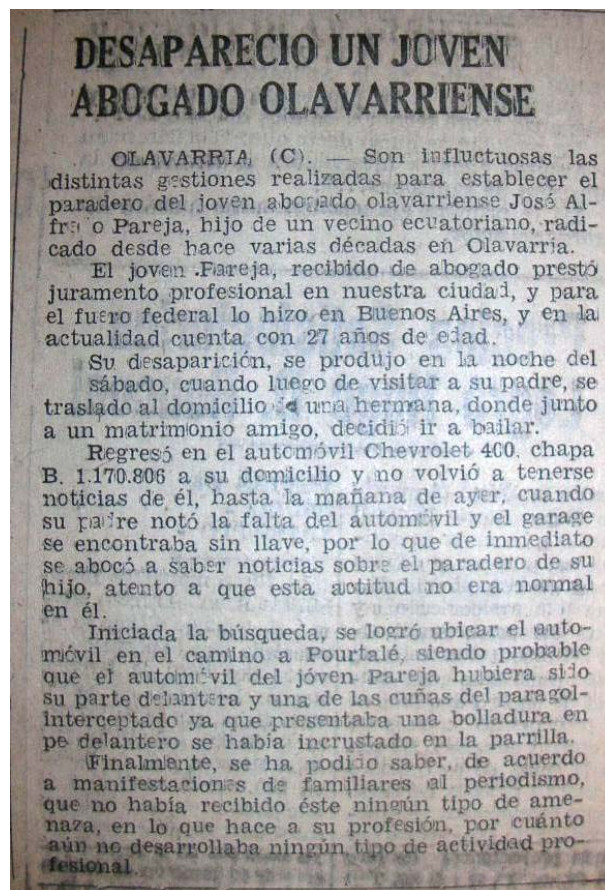 DESAPARECIO UN JOVEN
ABOGADO OLAVARRIENSE
OLAVARRIA, (C). — Son influctuosas las
distintas gestiones realizadas para establecer el
paradero del joven abogado olavarriense José Al-
fredo Pareja, hijo de un vecino ecuatoriano, radi-
cado desde hace varias décadas en Olavarría.
El joven Pareja, recibido de abogado prestó
juramento profesional en nuestra ciudad, y para
el fuero federal lo hizo en Buenos Aires, y en la
actualidad cuenta con 27 años de edad.
Su desaparición, se produjo en la noche del
sábado, cuando luego de visitar a su padre, se
traslado al domicilio de una hermana, donde junto
a un matrimonio amigo, decidió ir a bailar.
Regresó en el automóvil Chevrolet 400, chapa
B. 1.170.806 a su domicilio y no volvió a tenerse
noticias de él, hasta la mañana de ayer, cuando
su padre notó la falta del automóvil y el garage
se encontraba sin llave, por lo que de inmediato
se abocó a saber noticias sobre el paradero de su
hijo, atento a que esta actitud no era normal
en él.
Iniciada la búsqueda, se logró ubicar el auto-
móvil en el camino a Pourtalé, siendo probable
que el automóvil del jóven Pareja hubiera sido
su parte delantera y una de las cuñas del paragol-
interceptado ya que presentaba una bolladura en
pe delantero se había incrustado en la parrilla.
Finalmente, se ha podido saber, de acuerdo
a manifestaciones de familiares al periodismo,
que no había recibido éste ningún tipo de ame-
naza, en lo que hace a su profesión, por cuánto
aún no desarrollaba ningún tipo de actividad pro-
fesional.